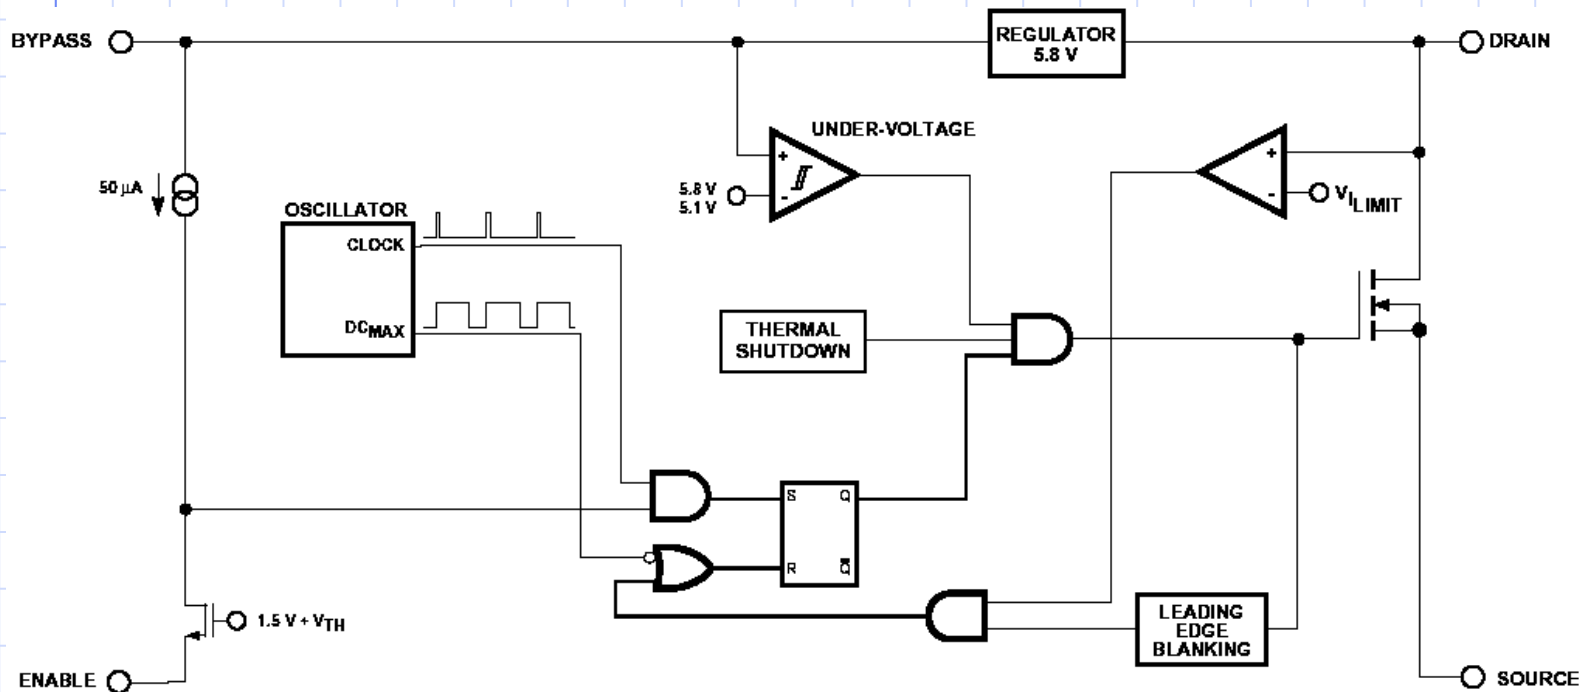 BYPASS
REGULATOR
5.8 V
DRAIN
UNDER-VOLTAGE
+
-
5.8 V
5.1 V
+
-
VILIMIT
50 µA
OSCILLATOR
CLOCK
DCMAX
THERMAL
SHUTDOWN
S Q
R Q̅
1.5 V + VTH
LEADING
EDGE
BLANKING
ENABLE
SOURCE